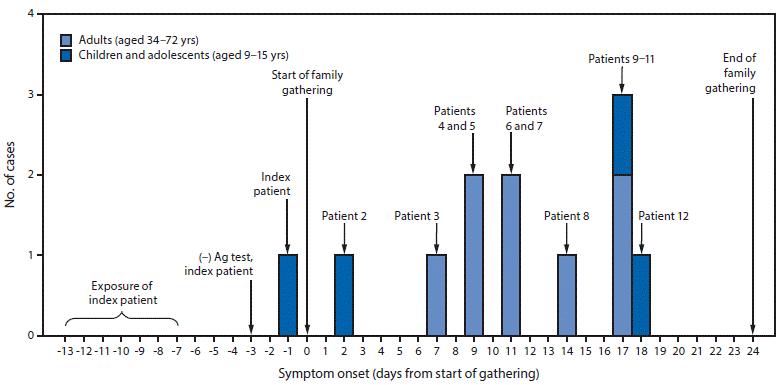 4
3
2
1
0
No. of cases
Adults (aged 34–72 yrs)
Children and adolescents (aged 9–15 yrs)
Exposure of
index patient
(–) Ag test,
index patient
Index
patient
Start of family
gathering
Patient 2
Patient 3
Patients
4 and 5
Patients
6 and 7
Patient 8
Patients 9–11
Patient 12
End of
family
gathering
-13 -12 -11 -10 -9 -8 -7 -6 -5 -4 -3 -2 -1 0 1 2 3 4 5 6 7 8 9 10 11 12 13 14 15 16 17 18 19 20 21 22 23 24
Symptom onset (days from start of gathering)